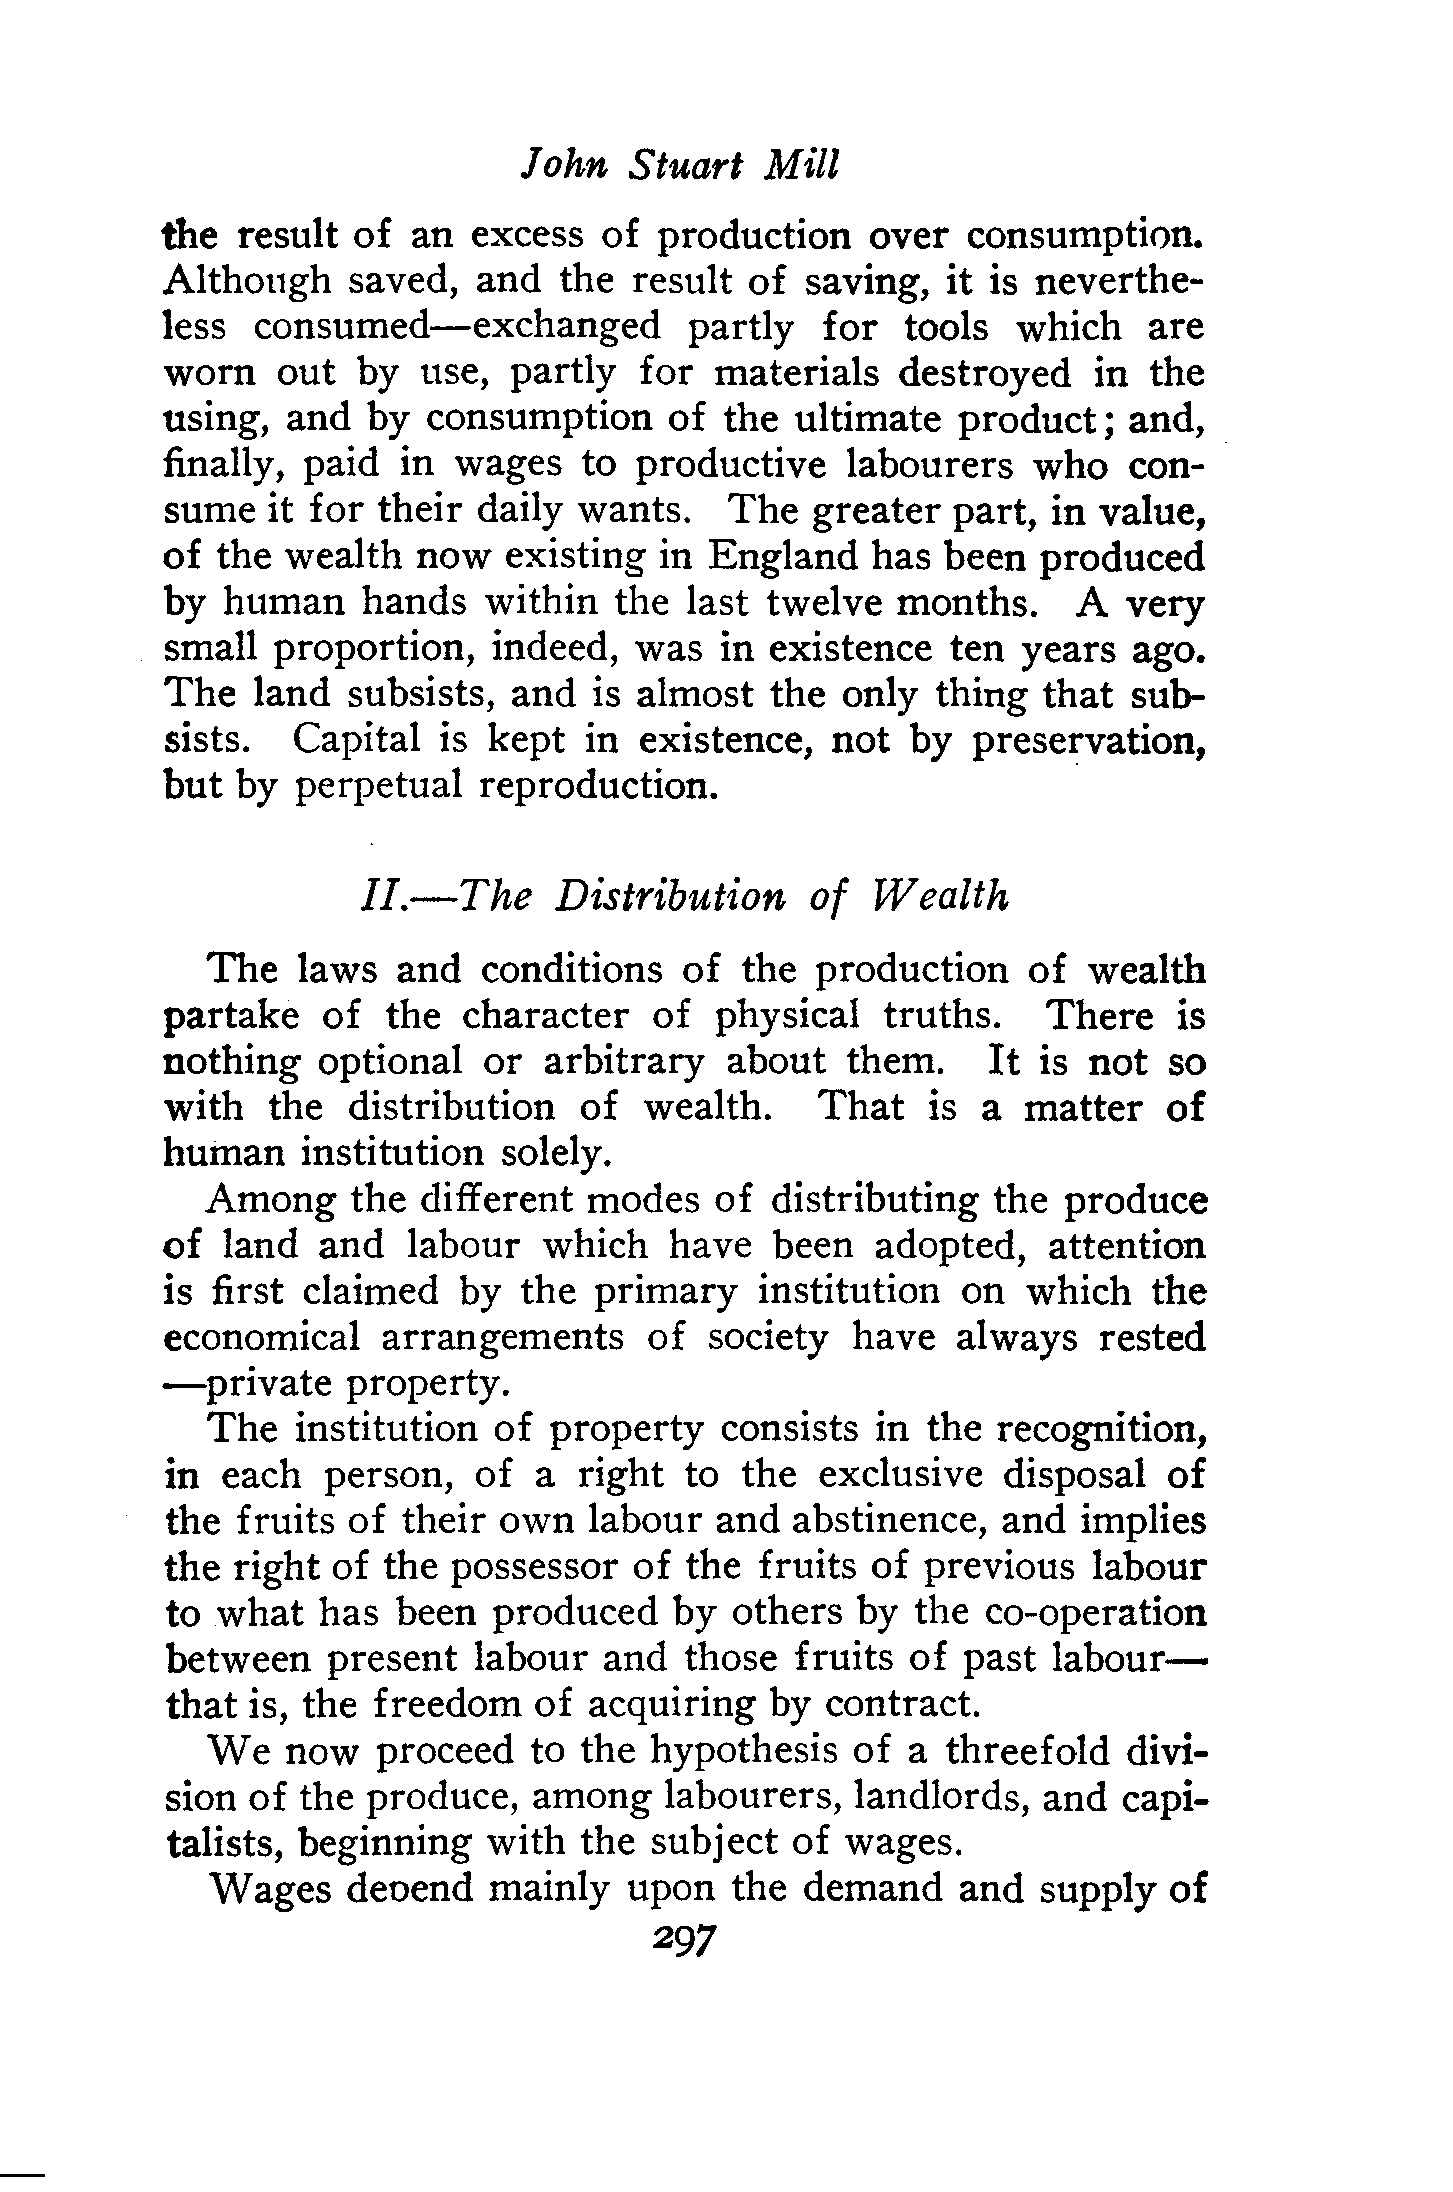 John Stuart Mill
the result of an excess of production over consumption.
Although saved, and the result of saving, it is neverthe-
less consumed—exchanged partly for tools which are
worn out by use, partly for materials destroyed in the
using, and by consumption of the ultimate product; and,
finally, paid in wages to productive labourers who con-
sume it for their daily wants. The greater part, in value,
of the wealth now existing in England has been produced
by human hands within the last twelve months. A very
small proportion, indeed, was in existence ten years ago.
The land subsists, and is almost the only thing that sub-
sists. Capital is kept in existence, not by preservation,
but by perpetual reproduction.
II.—The Distribution of Wealth
The laws and conditions of the production of wealth
partake of the character of physical truths. There is
nothing optional or arbitrary about them. It is not so
with the distribution of wealth. That is a matter of
human institution solely.
Among the different modes of distributing the produce
of land and labour which have been adopted, attention
is first claimed by the primary institution on which the
economical arrangements of society have always rested
—private property.
The institution of property consists in the recognition,
in each person, of a right to the exclusive disposal of
the fruits of their own labour and abstinence, and implies
the right of the possessor of the fruits of previous labour
to what has been produced by others by the co-operation
between present labour and those fruits of past labour—
that is, the freedom of acquiring by contract.
We now proceed to the hypothesis of a threefold divi-
sion of the produce, among labourers, landlords, and capi-
talists, beginning with the subject of wages.
Wages depend mainly upon the demand and supply of
297